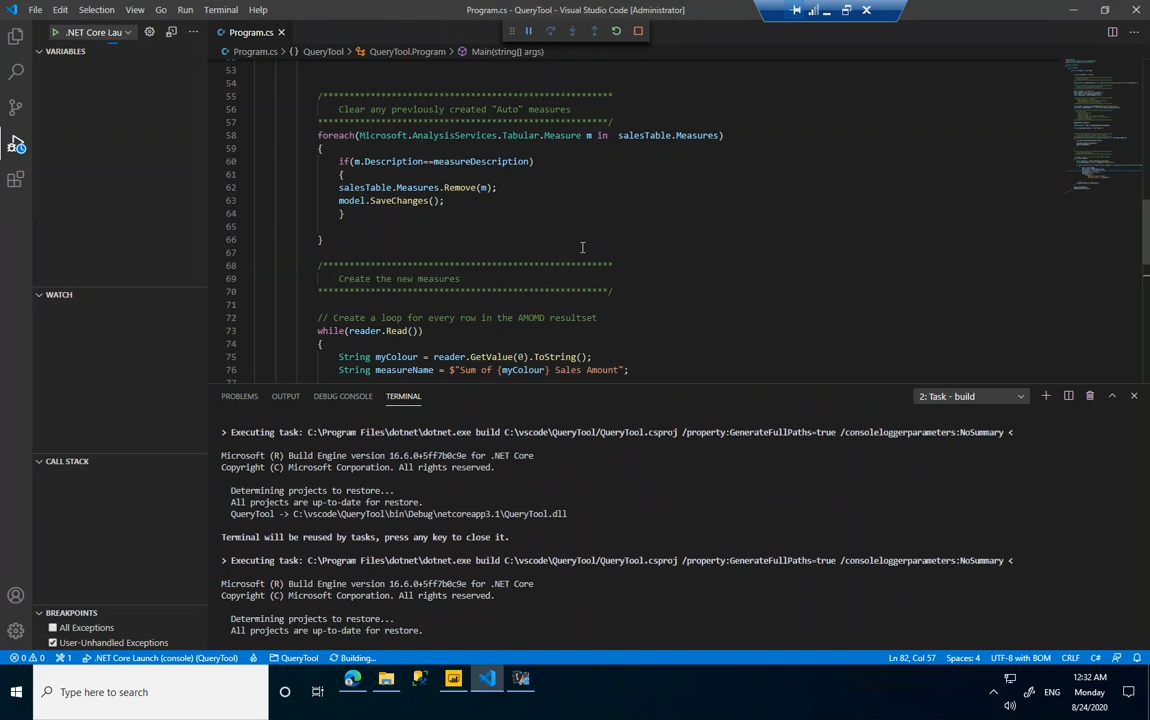 File Edit Selection View Go Run Terminal Help
Program.cs - QueryTool - Visual Studio Code [Administrator]
.NET Core Lau
Program.cs
Program.cs > {} QueryTool > QueryTool.Program > Main(string[] args)
VARIABLES
WATCH
CALL STACK
BREAKPOINTS
All Exceptions
User-Unhandled Exceptions
53
54
55 /*******************************************************
56 Clear any previously created "Auto" measures
57 *******************************************************/
58 foreach(Microsoft.AnalysisServices.Tabular.Measure m in salesTable.Measures)
59 {
60 if(m.Description==measureDescription)
61 {
62 salesTable.Measures.Remove(m);
63 model.SaveChanges();
64 }
65
66 }
67
68 /*******************************************************
69 Create the new measures
70 *******************************************************/
71
72 // Create a loop for every row in the AMOMD resultset
73 while(reader.Read())
74 {
75 String myColour = reader.GetValue(0).ToString();
76 String measureName = $"Sum of {myColour} Sales Amount";
77
PROBLEMS OUTPUT DEBUG CONSOLE TERMINAL
2: Task - build
> Executing task: C:\Program Files\dotnet\dotnet.exe build C:\vscode\QueryTool/QueryTool.csproj /property:GenerateFullPaths=true /consoleloggerparameters:NoSummary <
Microsoft (R) Build Engine version 16.6.0+5ff7b0c9e for .NET Core
Copyright (C) Microsoft Corporation. All rights reserved.
Determining projects to restore...
All projects are up-to-date for restore.
QueryTool -> C:\vscode\QueryTool\bin\Debug\netcoreapp3.1\QueryTool.dll
Terminal will be reused by tasks, press any key to close it.
> Executing task: C:\Program Files\dotnet\dotnet.exe build C:\vscode\QueryTool/QueryTool.csproj /property:GenerateFullPaths=true /consoleloggerparameters:NoSummary <
Microsoft (R) Build Engine version 16.6.0+5ff7b0c9e for .NET Core
Copyright (C) Microsoft Corporation. All rights reserved.
Determining projects to restore...
All projects are up-to-date for restore.
0 0 1 .NET Core Launch (console) (QueryTool) QueryTool Building...
Ln 82, Col 57 Spaces: 4 UTF-8 with BOM CRLF C#
Type here to search
ENG
12:32 AM
Monday
8/24/2020